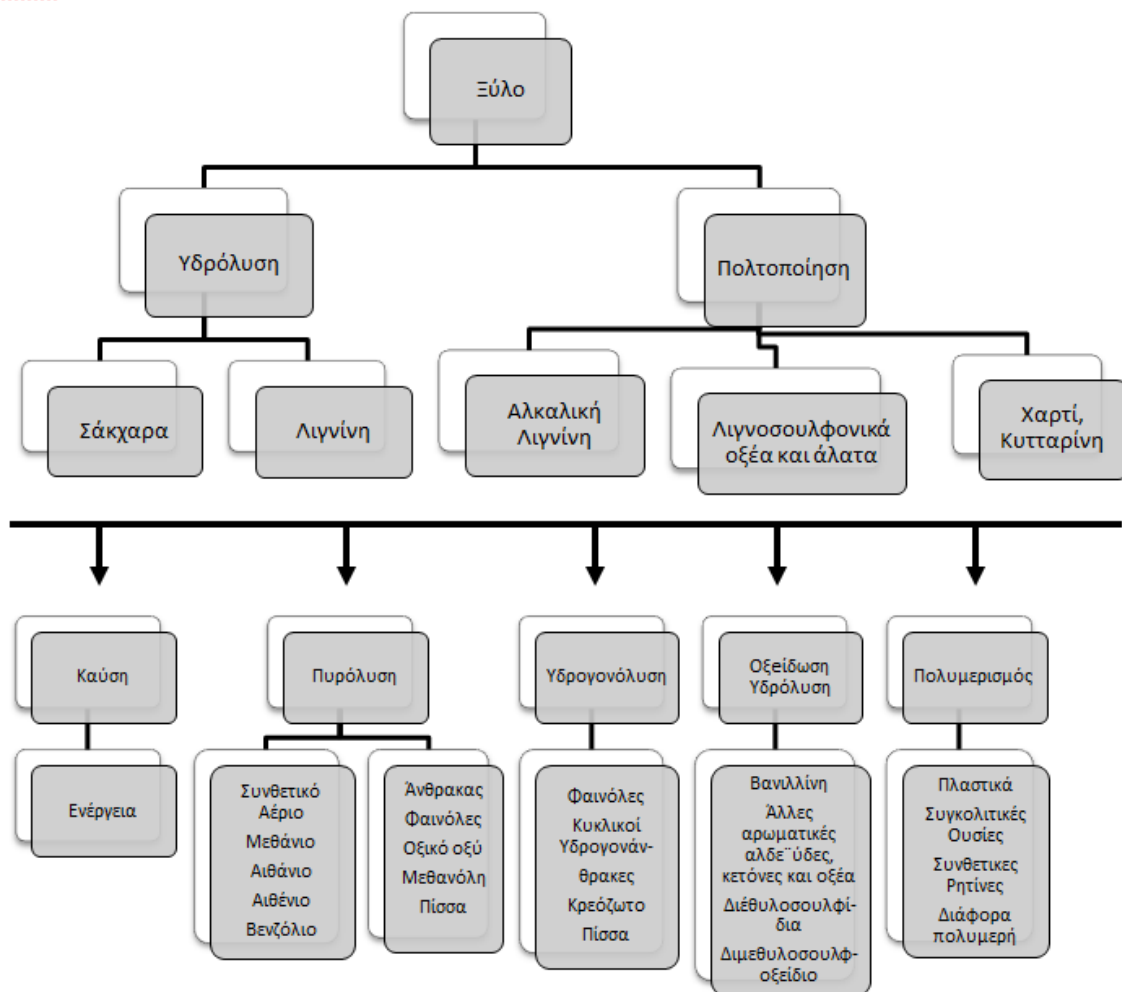 Ξύλο
Υδρόλυση
Πολτοποίηση
Σάκχαρα
Λιγνίνη
Αλκαλική
Λιγνίνη
Λιγνοσουλφονικά
οξέα και άλατα
Χαρτί,
Κυτταρίνη
Καύση
Πυρόλυση
Υδρογονόλυση
Οξείδωση
Υδρόλυση
Πολυμερισμός
Ενέργεια
Συνθετικό
Αέριο
Μεθάνιο
Αιθάνιο
Αιθένιο
Βενζόλιο
Άνθρακας
Φαινόλες
Οξικό οξύ
Μεθανόλη
Πίσσα
Φαινόλες
Κυκλικοί
Υδρογονάν-
θρακες
Κρεόζωτο
Πίσσα
Βανιλλίνη
Άλλες
αρωματικές
αλδε¨ύδες,
κετόνες και οξέα
Διέθυλοσουλφί-
δια
Διμεθυλοσουλφ-
οξείδιο
Πλαστικά
Συγκολιτικές
Ουσίες
Συνθετικες
Ρητίνες
Διάφορα
πολυμερή